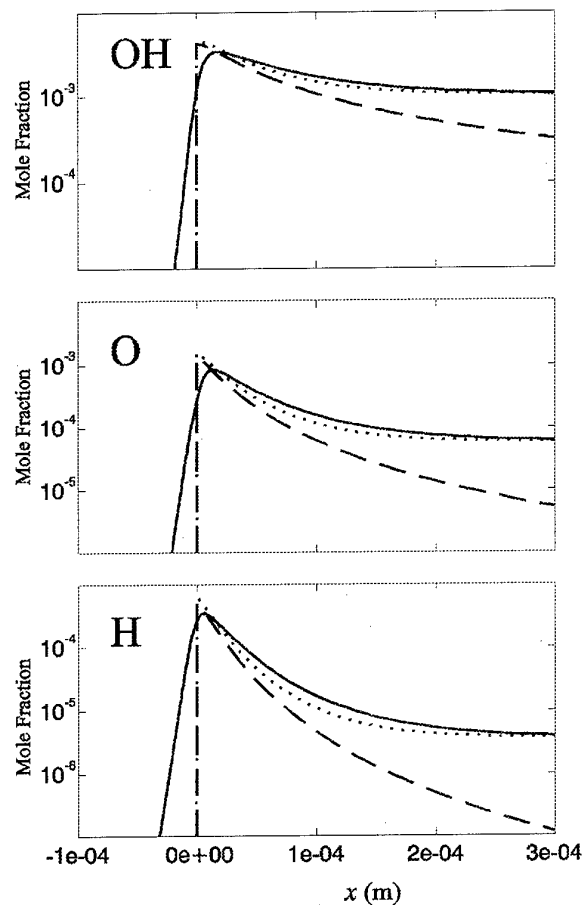 OH
Mole Fraction
10⁻³
10⁻⁴
O
Mole Fraction
10⁻³
10⁻⁴
10⁻⁵
H
Mole Fraction
10⁻⁴
10⁻⁵
10⁻⁶
-1e-04 0e+00 1e-04 2e-04 3e-04
x (m)